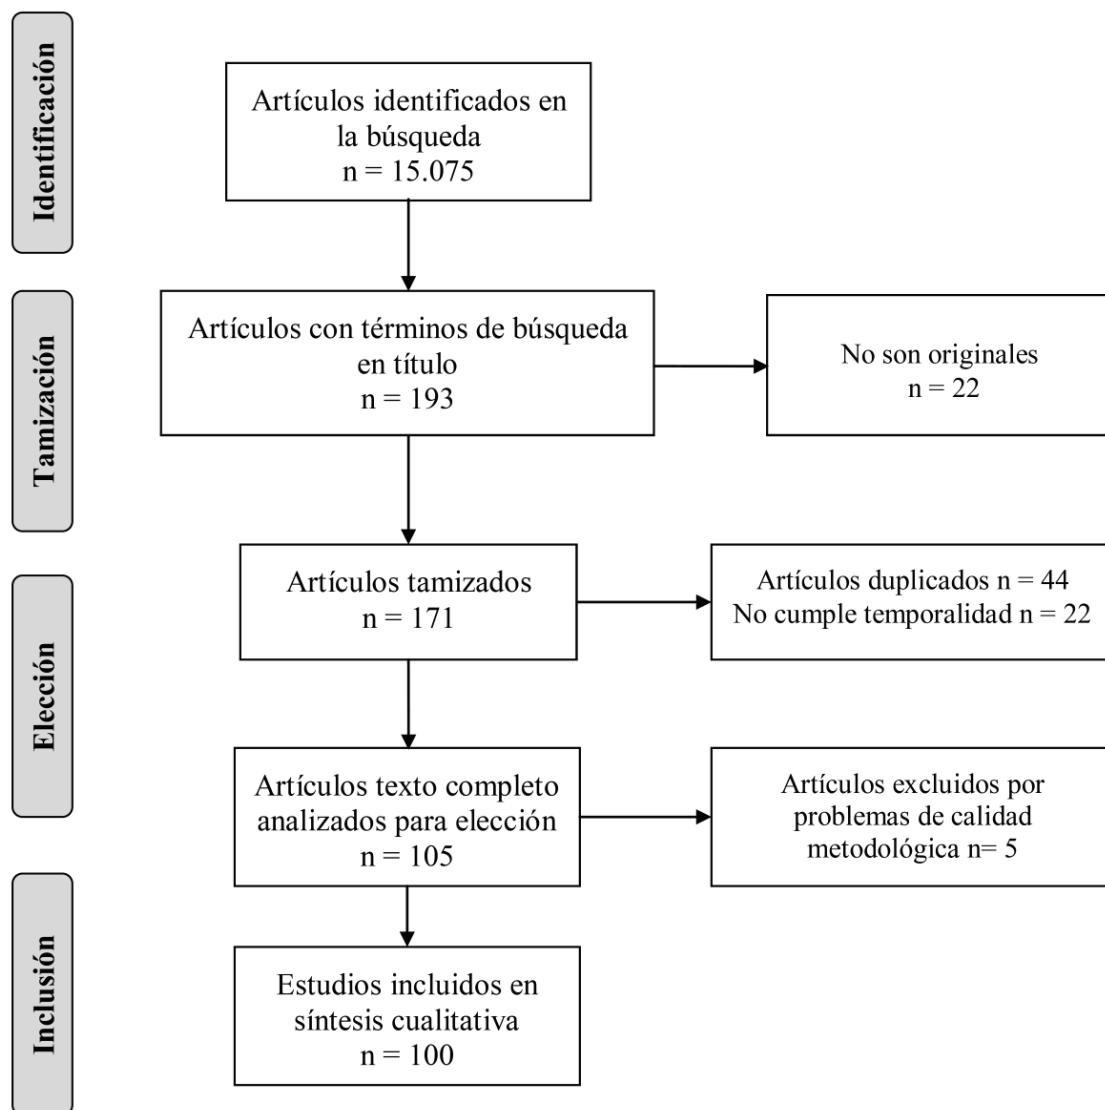 Identificación
Artículos identificados en
la búsqueda
n = 15.075
Tamización
Artículos con términos de búsqueda
en título
n = 193
No son originales
n = 22
Artículos tamizados
n = 171
Artículos duplicados n = 44
No cumple temporalidad n = 22
Elección
Artículos texto completo
analizados para elección
n = 105
Artículos excluidos por
problemas de calidad
metodológica n= 5
Inclusión
Estudios incluidos en
síntesis cualitativa
n = 100